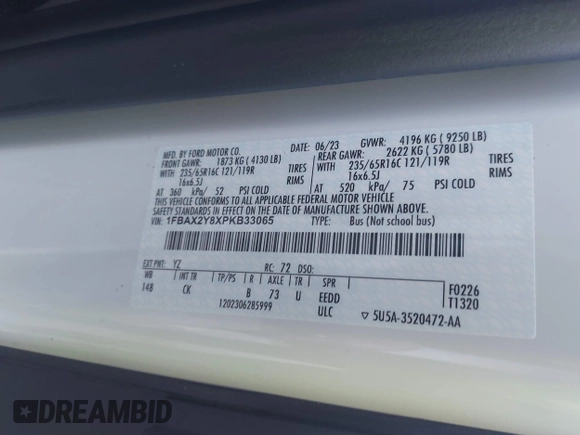 MFD. BY FORD MOTOR CO. DATE: 06/23 GVWR: 4196 KG (9250 LB)
FRONT GAWR: 1873 KG (4130 LB) REAR GAWR: 2622 KG (5780 LB)
WITH 235/65R16C 121/119R TIRES WITH 235/65R16C 121/119R TIRES
16x6.5J RIMS 16x6.5J RIMS
AT 360 kPa/ 52 PSI COLD AT 520 kPa/ 75 PSI COLD
THIS VEHICLE CONFORMS TO ALL APPLICABLE FEDERAL MOTOR VEHICLE
SAFETY STANDARDS IN EFFECT ON THE DATE OF MANUFACTURE
SHOWN ABOVE.
VIN: 1FBAX2Y8XPKB33065 TYPE: Bus (Not school bus)
EXT PNT: YZ RC: 72 DSO:
WB INT TR TP/PS R AXLE TR SPR F0226
148 CK B 73 U EEDD T1320
1202306285999 ULC ▽ 5U5A-3520472-AA
DREAMBID